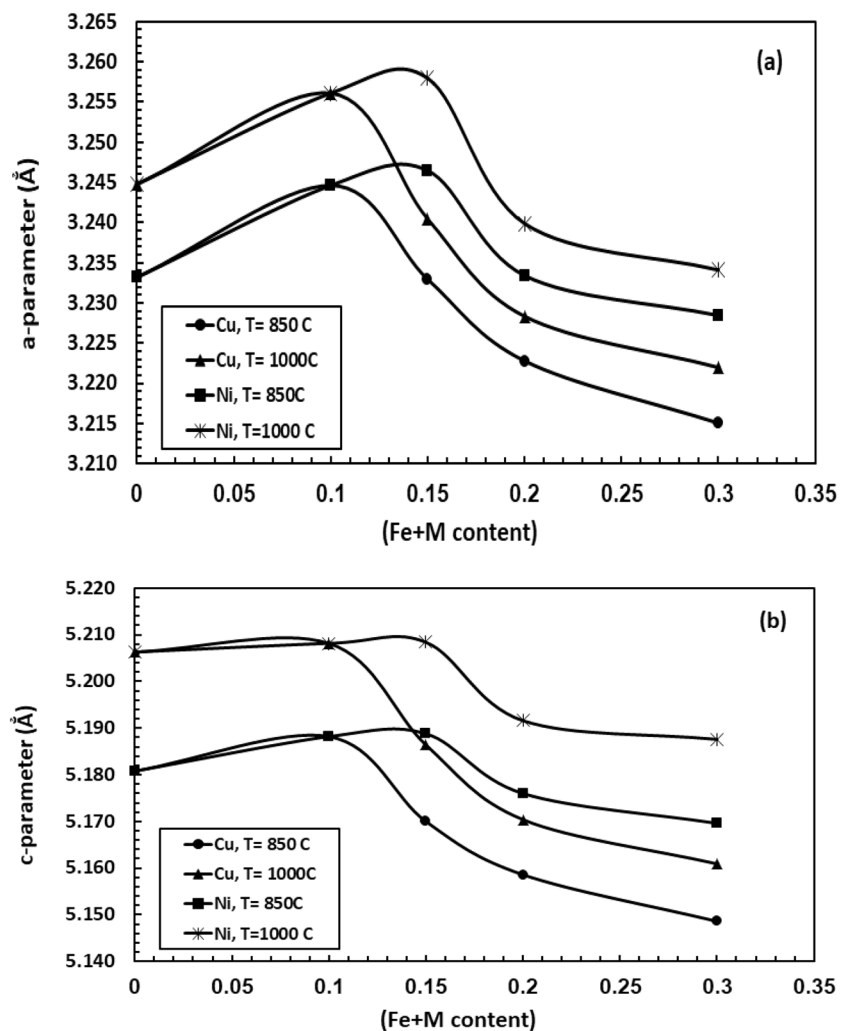 3.265
3.260
3.255
3.250
3.245
3.240
3.235
3.230
3.225
3.220
3.215
3.210
a-parameter (Å)
(a)
Cu, T= 850 C
Cu, T= 1000C
Ni, T= 850C
Ni, T=1000 C
0 0.05 0.1 0.15 0.2 0.25 0.3 0.35
(Fe+M content)
5.220
5.210
5.200
5.190
5.180
5.170
5.160
5.150
5.140
c-parameter (Å)
(b)
Cu, T= 850 C
Cu, T= 1000C
Ni, T= 850C
Ni, T=1000 C
0 0.05 0.1 0.15 0.2 0.25 0.3 0.35
(Fe+M content)